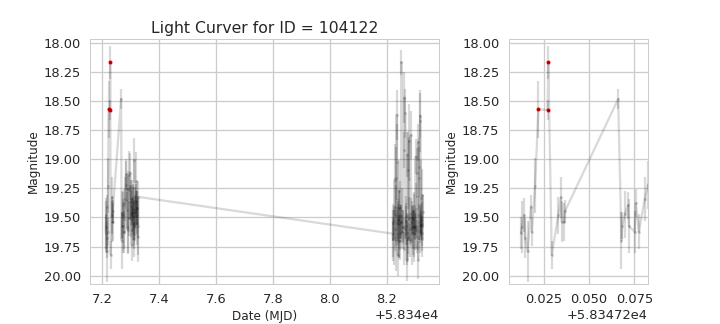 Light Curver for ID = 104122
18.00
18.25
18.50
18.75
19.00
19.25
19.50
19.75
20.00
Magnitude
7.2 7.4 7.6 7.8 8.0 8.2
Date (MJD)
+5.834e4
18.00
18.25
18.50
18.75
19.00
19.25
19.50
19.75
20.00
Magnitude
0.025 0.050 0.075
+5.83472e4